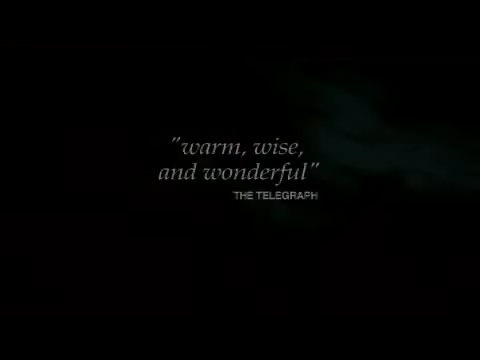 "warm, wise,
and wonderful"
THE TELEGRAPH